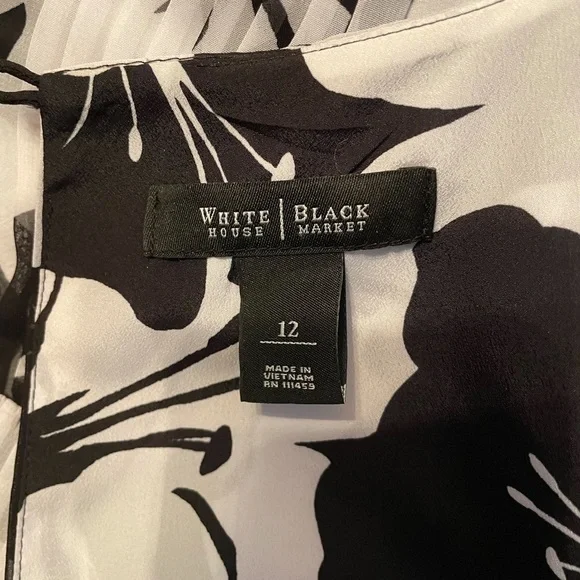 WHITE | BLACK
HOUSE | MARKET
12
MADE IN
VIETNAM
RN 111459